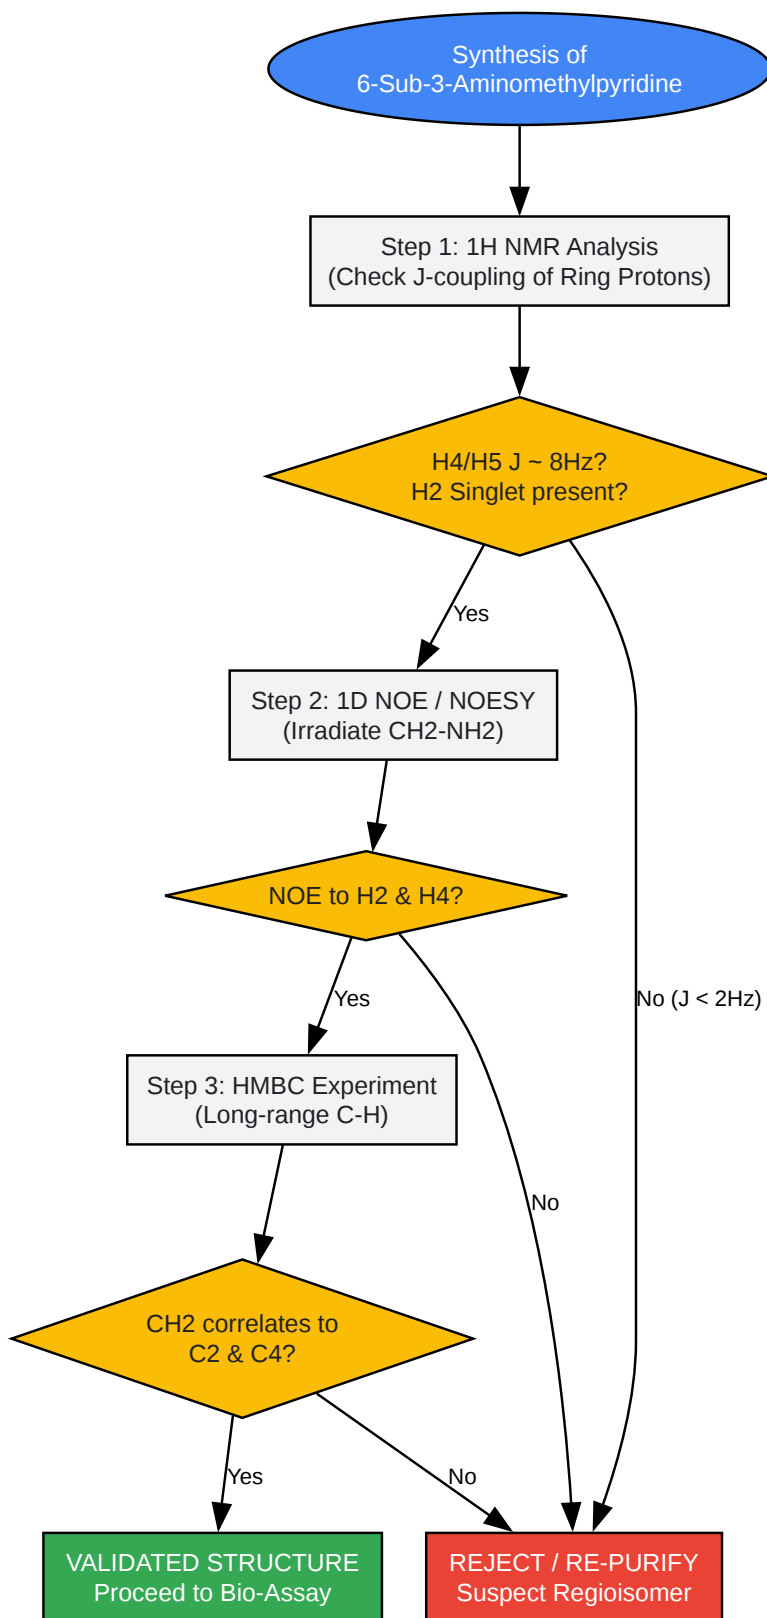 Synthesis of
6-Sub-3-Aminomethylpyridine
Step 1: 1H NMR Analysis
(Check J-coupling of Ring Protons)
H4/H5 J ~ 8Hz?
H2 Singlet present?
Yes
Step 2: 1D NOE / NOESY
(Irradiate CH2-NH2)
NOE to H2 & H4?
Yes
No (J < 2Hz)
Step 3: HMBC Experiment
(Long-range C-H)
No
CH2 correlates to
C2 & C4?
Yes
No
VALIDATED STRUCTURE
Proceed to Bio-Assay
REJECT / RE-PURIFY
Suspect Regioisomer